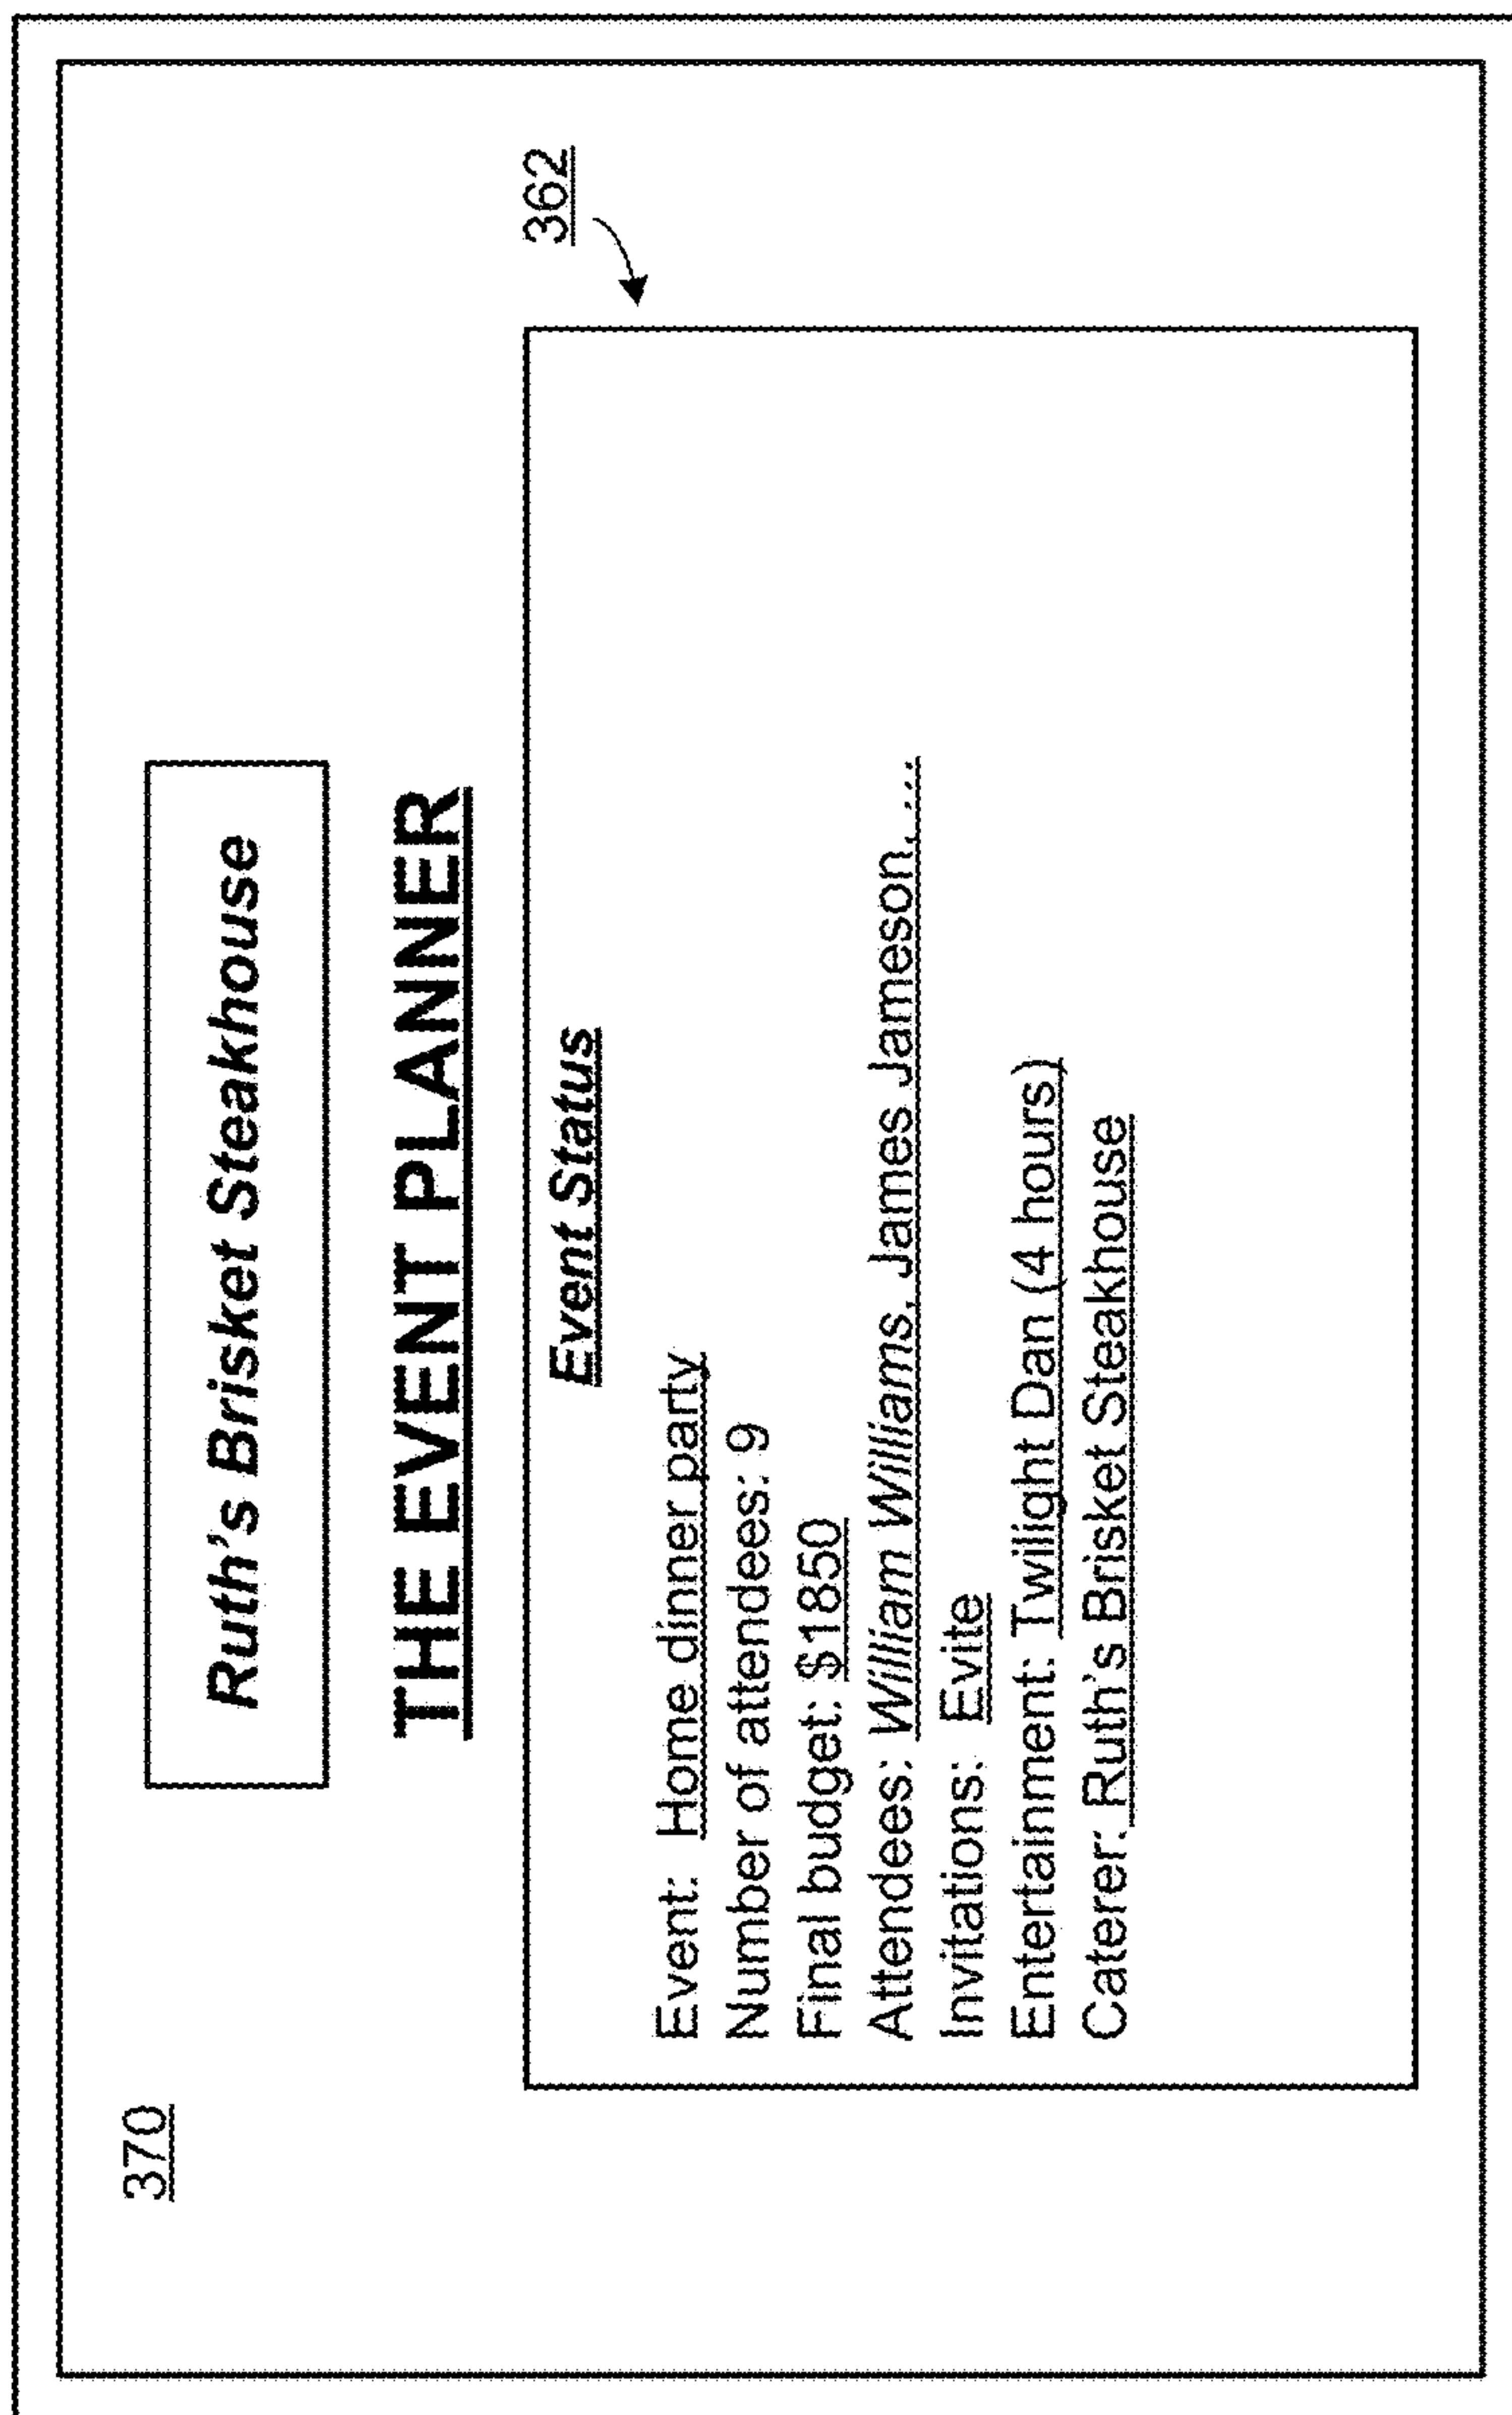 370
Ruth's Brisket Steakhouse
THE EVENT PLANNER
362
Event Status
Event: Home dinner party
Number of attendees: 9
Final budget: $1850
Attendees: William Williams, James Jameson, ...
Invitations: Evite
Entertainment: Twilight Dan (4 hours)
Caterer: Ruth's Brisket Steakhouse